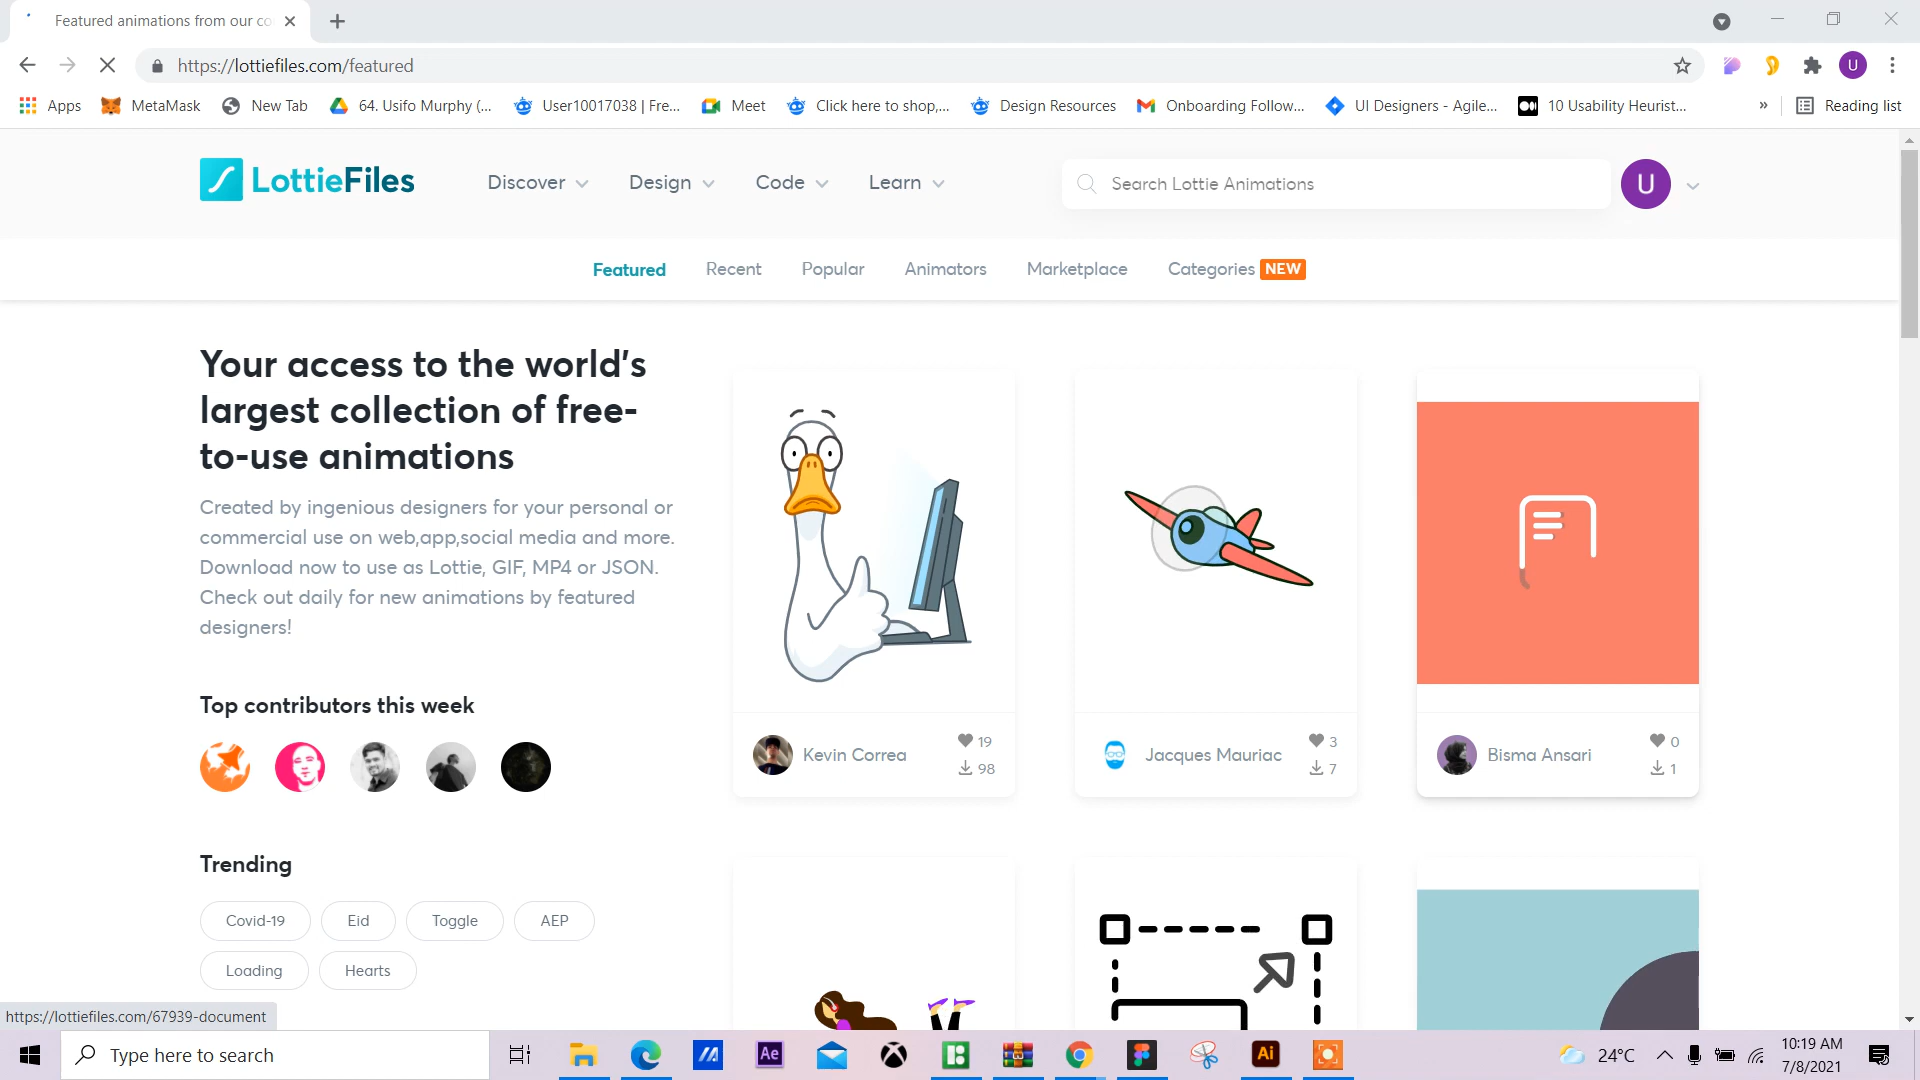 Featured animations from our co
https://lottiefiles.com/featured
Apps
MetaMask
New Tab
64. Usifo Murphy (...
User10017038 | Fre...
Meet
Click here to shop,...
Design Resources
Onboarding Follow...
UI Designers - Agile...
10 Usability Heurist...
»
Reading list
LottieFiles
Discover
Design
Code
Learn
Search Lottie Animations
U
Featured
Recent
Popular
Animators
Marketplace
Categories NEW
Your access to the world's
largest collection of free-
to-use animations
Created by ingenious designers for your personal or
commercial use on web,app,social media and more.
Download now to use as Lottie, GIF, MP4 or JSON.
Check out daily for new animations by featured
designers!
Top contributors this week
Kevin Correa
19
98
Jacques Mauriac
3
7
Bisma Ansari
0
1
Trending
Covid-19
Eid
Toggle
AEP
Loading
Hearts
https://lottiefiles.com/67939-document
Type here to search
Ae
Ai
24°C
10:19 AM
7/8/2021
U